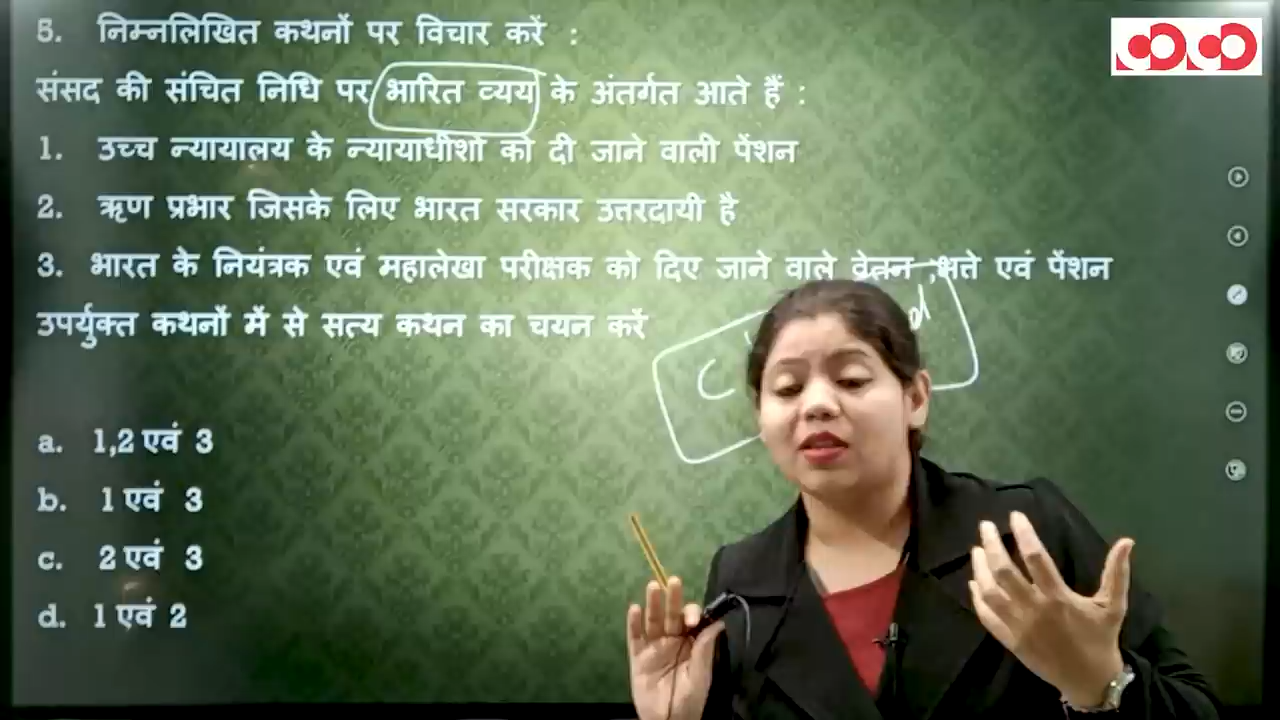 5. निम्नलिखित कथनों पर विचार करें :
संसद की संचित निधि पर भारित व्यय के अंतर्गत आते हैं :
1. उच्च न्यायालय के न्यायाधीशों को दी जाने वाली पेंशन
2. ऋण प्रभार जिसके लिए भारत सरकार उत्तरदायी है
3. भारत के नियंत्रक एवं महालेखा परीक्षक को दिए जाने वाले वेतन ,भत्ते एवं पेंशन
उपर्युक्त कथनों में से सत्य कथन का चयन करें
a. 1,2 एवं 3
b. 1 एवं 3
c. 2 एवं 3
d. 1 एवं 2